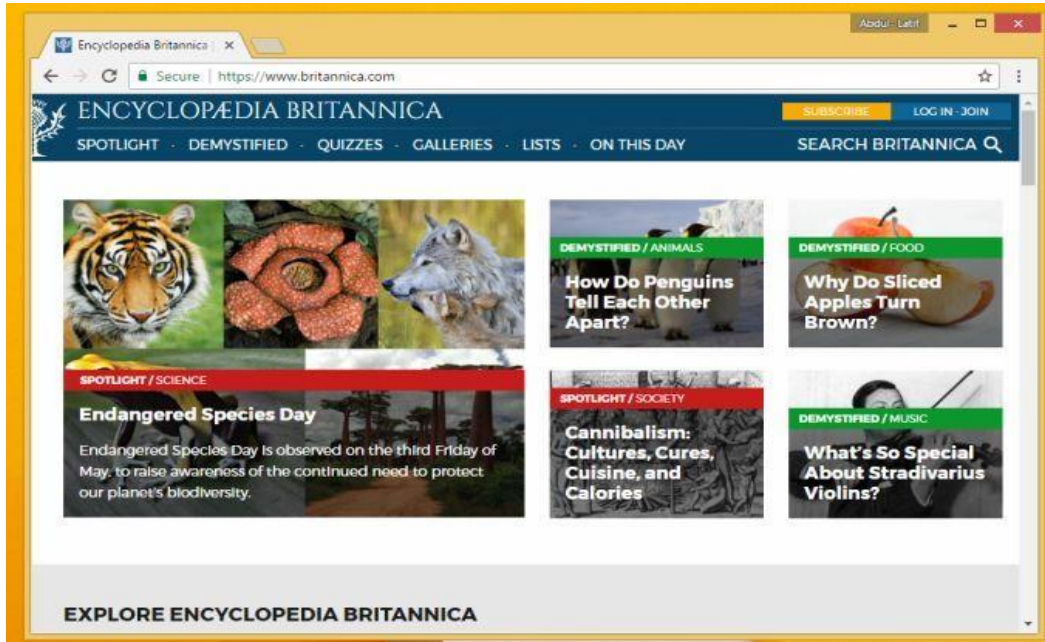 Abdul-Latif
Encyclopedia Britannica |
Secure | https://www.britannica.com
ENCYCLOPÆDIA BRITANNICA
SUBSCRIBE
LOG IN - JOIN
SPOTLIGHT · DEMYSTIFIED · QUIZZES · GALLERIES · LISTS · ON THIS DAY
SEARCH BRITANNICA
SPOTLIGHT / SCIENCE
Endangered Species Day
Endangered Species Day is observed on the third Friday of
May, to raise awareness of the continued need to protect
our planet's biodiversity.
DEMYSTIFIED / ANIMALS
How Do Penguins
Tell Each Other
Apart?
DEMYSTIFIED / FOOD
Why Do Sliced
Apples Turn
Brown?
SPOTLIGHT / SOCIETY
Cannibalism:
Cultures, Cures,
Cuisine, and
Calories
DEMYSTIFIED / MUSIC
What's So Special
About Stradivarius
Violins?
EXPLORE ENCYCLOPEDIA BRITANNICA